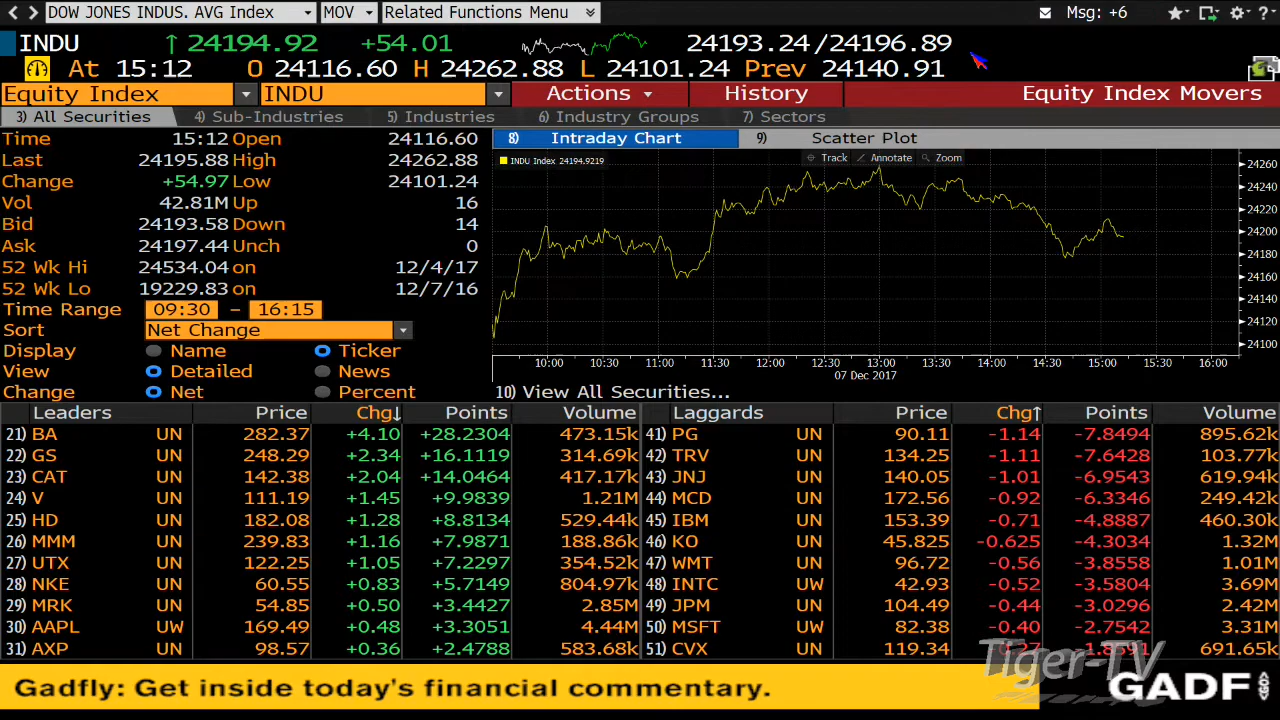 DOW JONES INDUS. AVG Index MOV Related Functions Menu Msg: +6
INDU ↑ 24194.92 +54.01 24193.24/24196.89
At 15:12 O 24116.60 H 24262.88 L 24101.24 Prev 24140.91
Equity Index INDU Actions History Equity Index Movers
3) All Securities 4) Sub-Industries 5) Industries 6) Industry Groups 7) Sectors
Time 15:12 Open 24116.60
Last 24195.88 High 24262.88
Change +54.97 Low 24101.24
Vol 42.81M Up 16
Bid 24193.58 Down 14
Ask 24197.44 Unch 0
52 Wk Hi 24534.04 on 12/4/17
52 Wk Lo 19229.83 on 12/7/16
Time Range 09:30 - 16:15
Sort Net Change
Display Name Ticker
View Detailed News
Change Net Percent
8) Intraday Chart 9) Scatter Plot
INDU Index 24194.9219 Track Annotate Zoom
24260
24240
24220
24200
24180
24160
24140
24120
24100
10:00 10:30 11:00 11:30 12:00 12:30 13:00 13:30 14:00 14:30 15:00 15:30 16:00
07 Dec 2017
10) View All Securities...
Leaders Price Chg↓ Points Volume Laggards Price Chg↑ Points Volume
21) BA UN 282.37 +4.10 +28.2304 473.15k 41) PG UN 90.11 -1.14 -7.8494 895.62k
22) GS UN 248.29 +2.34 +16.1119 314.69k 42) TRV UN 134.25 -1.11 -7.6428 103.77k
23) CAT UN 142.38 +2.04 +14.0464 417.17k 43) JNJ UN 140.05 -1.01 -6.9543 619.94k
24) V UN 111.19 +1.45 +9.9839 1.21M 44) MCD UN 172.56 -0.92 -6.3346 249.42k
25) HD UN 182.08 +1.28 +8.8134 529.44k 45) IBM UN 153.39 -0.71 -4.8887 460.30k
26) MMM UN 239.83 +1.16 +7.9871 188.86k 46) KO UN 45.825 -0.625 -4.3034 1.32M
27) UTX UN 122.25 +1.05 +7.2297 354.52k 47) WMT UN 96.72 -0.56 -3.8558 1.01M
28) NKE UN 60.55 +0.83 +5.7149 804.97k 48) INTC UW 42.93 -0.52 -3.5804 3.69M
29) MRK UN 54.85 +0.50 +3.4427 2.85M 49) JPM UN 104.49 -0.44 -3.0296 2.42M
30) AAPL UW 169.49 +0.48 +3.3051 4.44M 50) MSFT UW 82.38 -0.40 -2.7542 3.31M
31) AXP UN 98.57 +0.36 +2.4788 583.68k 51) CVX UN 119.34 -0.27 -1.8591 691.65k
Tiger-TV
Gadfly: Get inside today's financial commentary. GADF <GO>